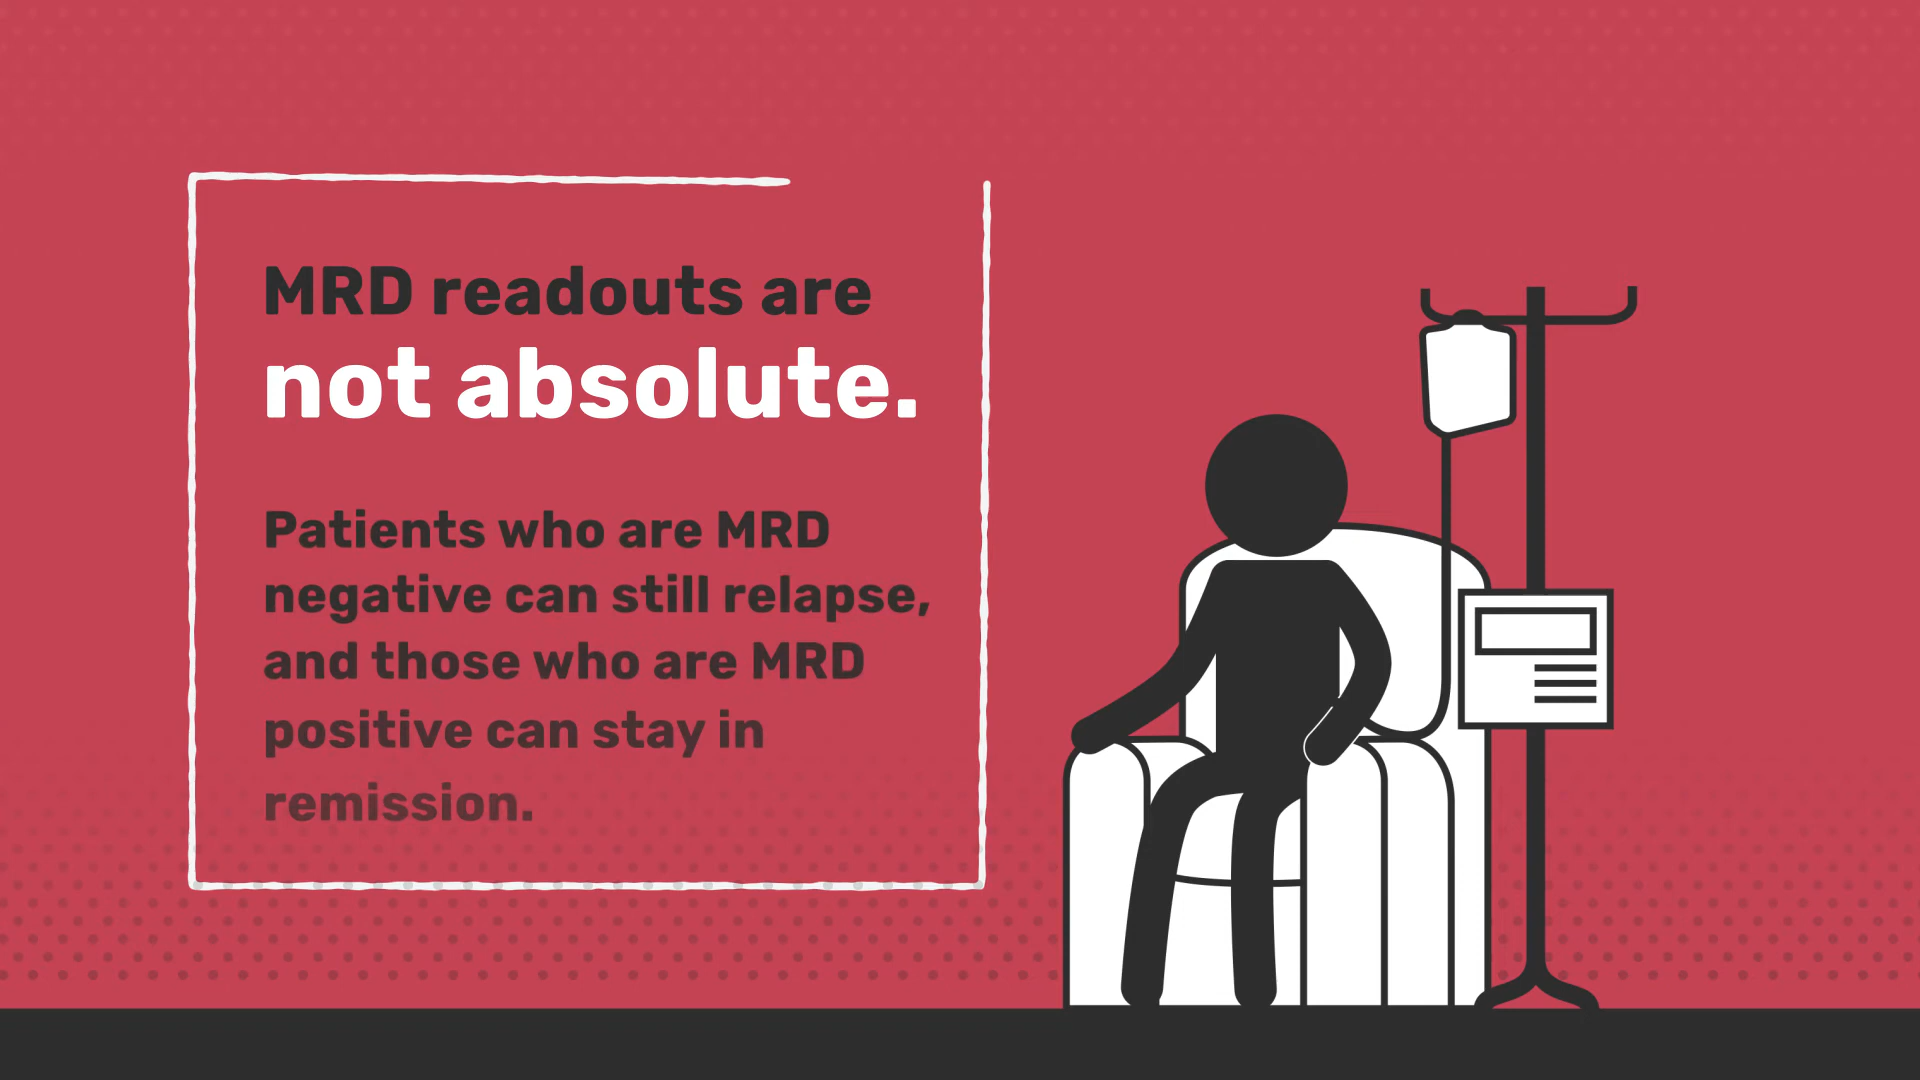 MRD readouts are
not absolute.
Patients who are MRD
negative can still relapse,
and those who are MRD
positive can stay in
remission.